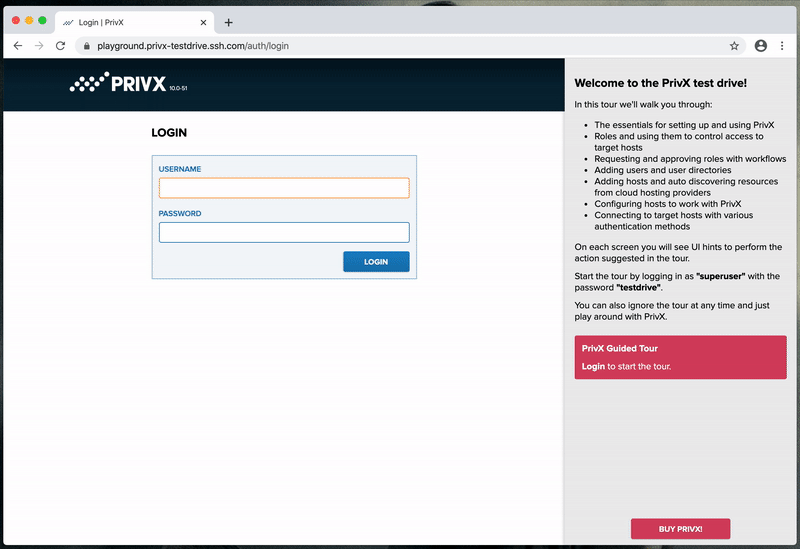 Login | PrivX
playground.privx-testdrive.ssh.com/auth/login
PRIVX 10.0-51
LOGIN
USERNAME
PASSWORD
LOGIN
Welcome to the PrivX test drive!
In this tour we'll walk you through:
• The essentials for setting up and using PrivX
• Roles and using them to control access to
target hosts
• Requesting and approving roles with workflows
• Adding users and user directories
• Adding hosts and auto discovering resources
from cloud hosting providers
• Configuring hosts to work with PrivX
• Connecting to target hosts with various
authentication methods
On each screen you will see UI hints to perform the
action suggested in the tour.
Start the tour by logging in as "superuser" with the
password "testdrive".
You can also ignore the tour at any time and just
play around with PrivX.
PrivX Guided Tour
Login to start the tour.
BUY PRIVX!